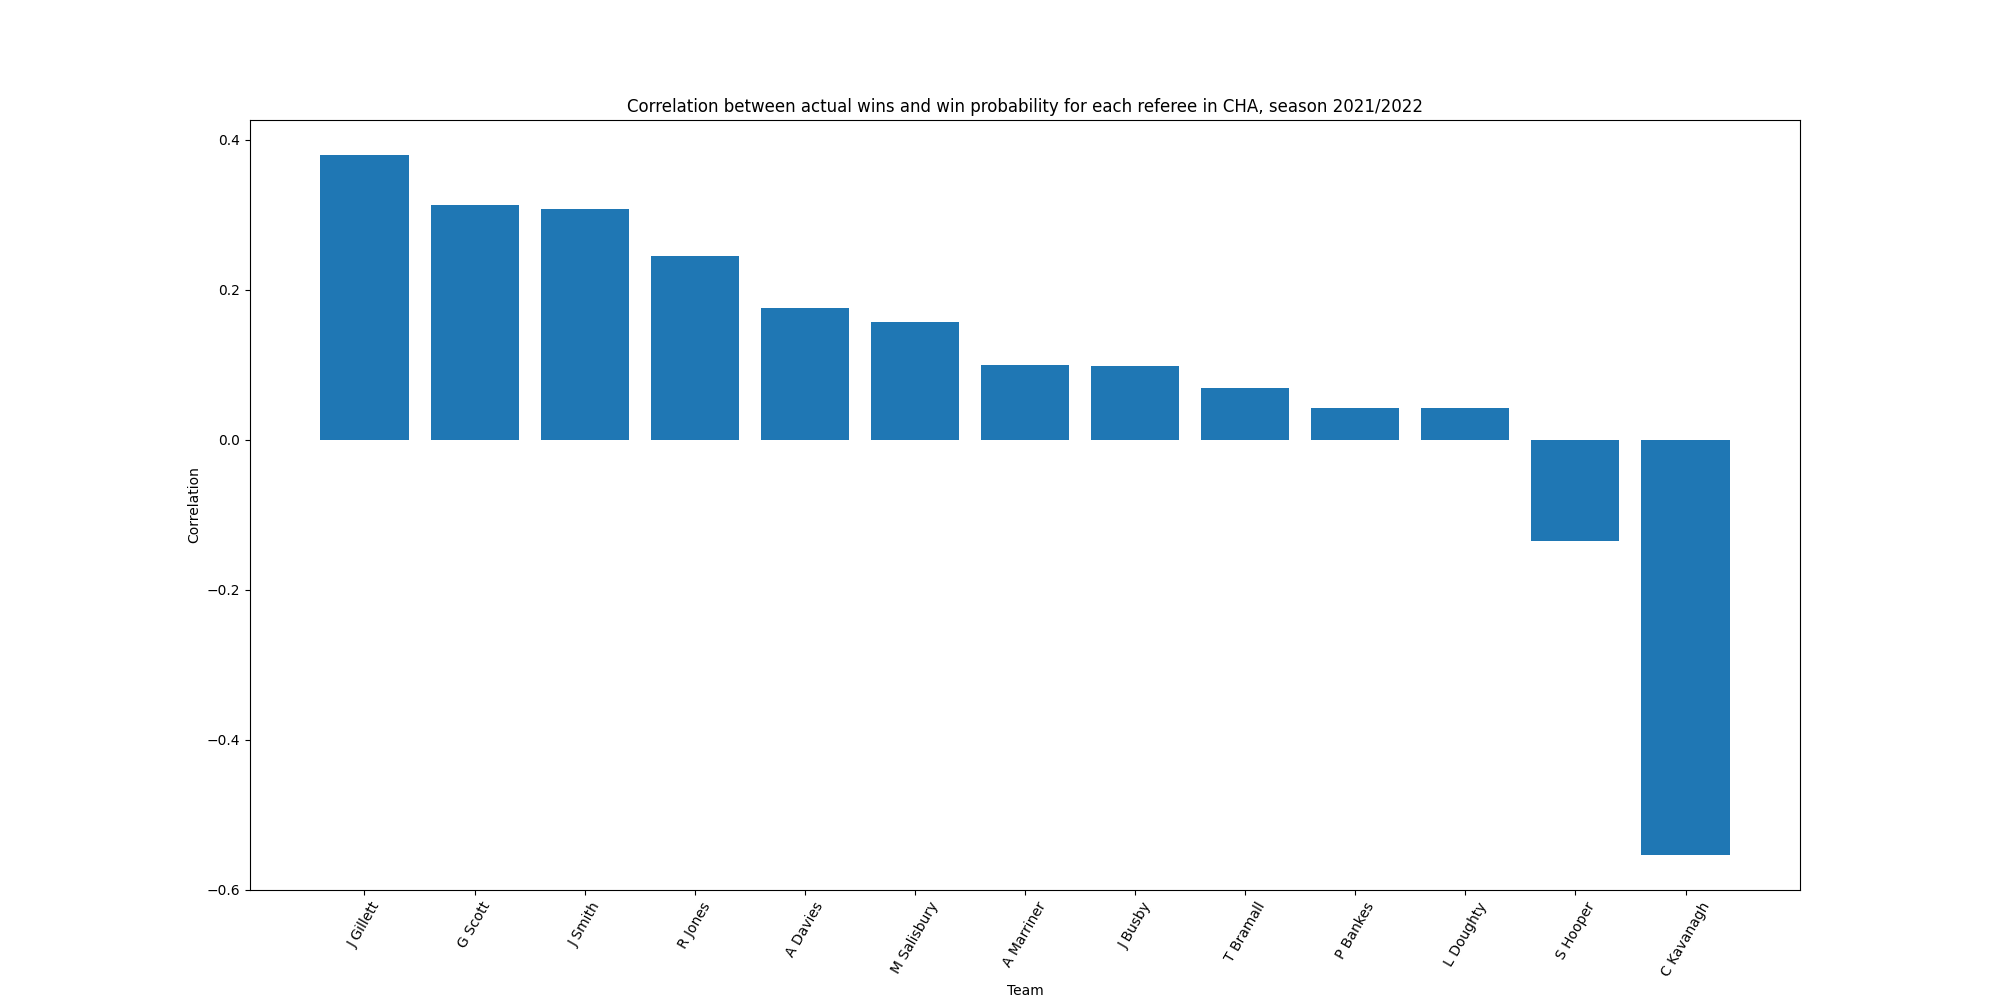 Correlation between actual wins and win probability for each referee in CHA, season 2021/2022
0.4
0.2
0.0
−0.2
−0.4
−0.6
Correlation
J Gillett
G Scott
J Smith
R Jones
A Davies
M Salisbury
A Marriner
J Busby
T Bramall
P Bankes
L Doughty
S Hooper
C Kavanagh
Team